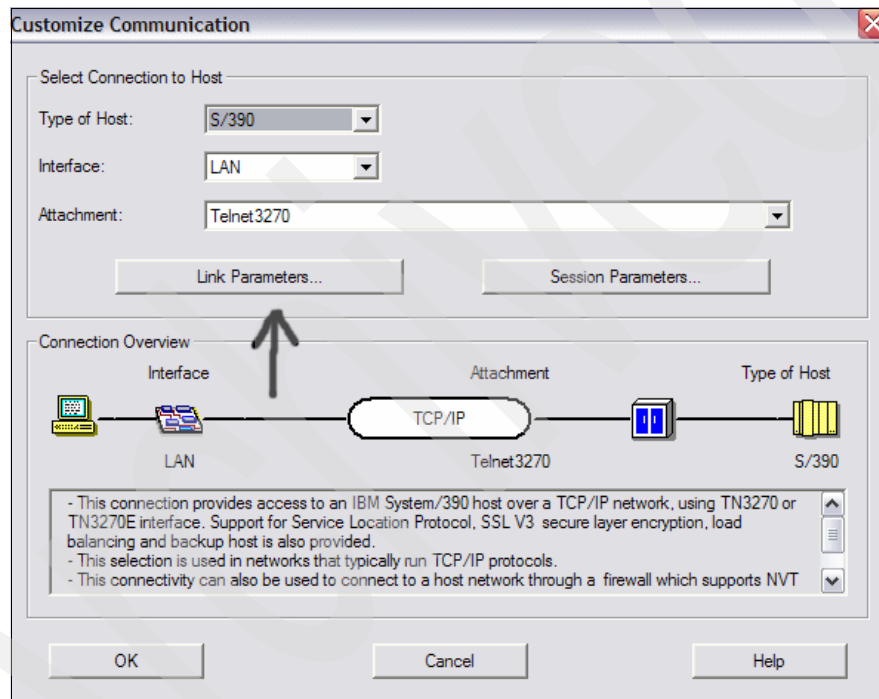 Customize Communication
Select Connection to Host
Type of Host: S/390
Interface: LAN
Attachment: Telnet3270
Link Parameters... Session Parameters...
Connection Overview
Interface Attachment Type of Host
TCP/IP
LAN Telnet3270 S/390
- This connection provides access to an IBM System/390 host over a TCP/IP network, using TN3270 or
TN3270E interface. Support for Service Location Protocol, SSL V3 secure layer encryption, load
balancing and backup host is also provided.
- This selection is used in networks that typically run TCP/IP protocols.
- This connectivity can also be used to connect to a host network through a firewall which supports NVT
OK Cancel Help